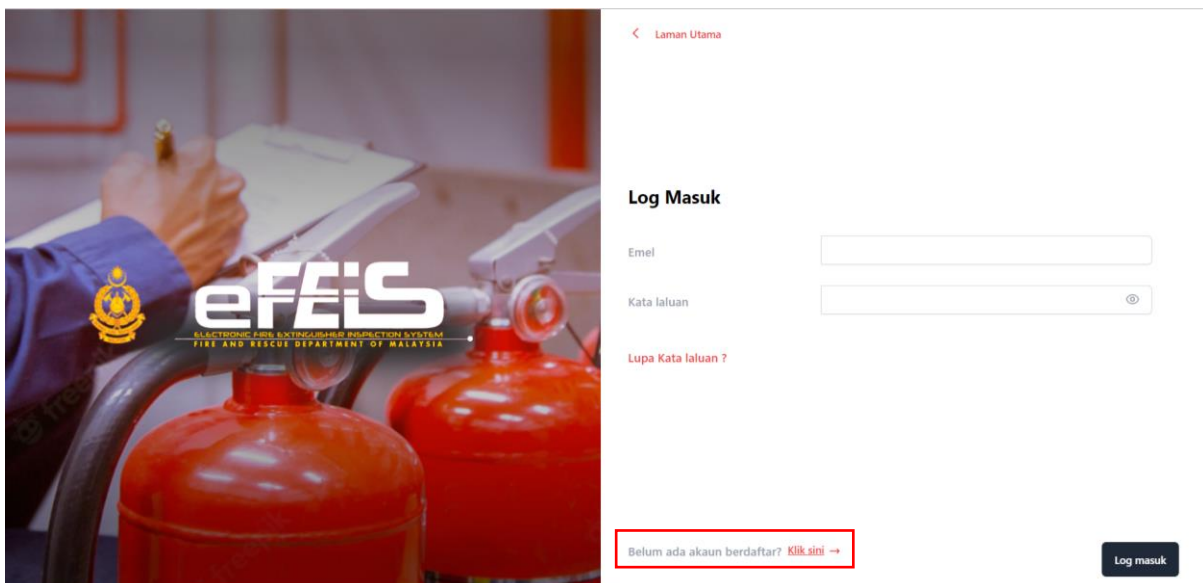 Laman Utama
Log Masuk
Emel
Kata laluan
Lupa Kata laluan ?
Belum ada akaun berdaftar? Klik sini →
Log masuk
eFEiS
ELECTRONIC FIRE EXTINGUISHER INSPECTION SYSTEM
FIRE AND RESCUE DEPARTMENT OF MALAYSIA